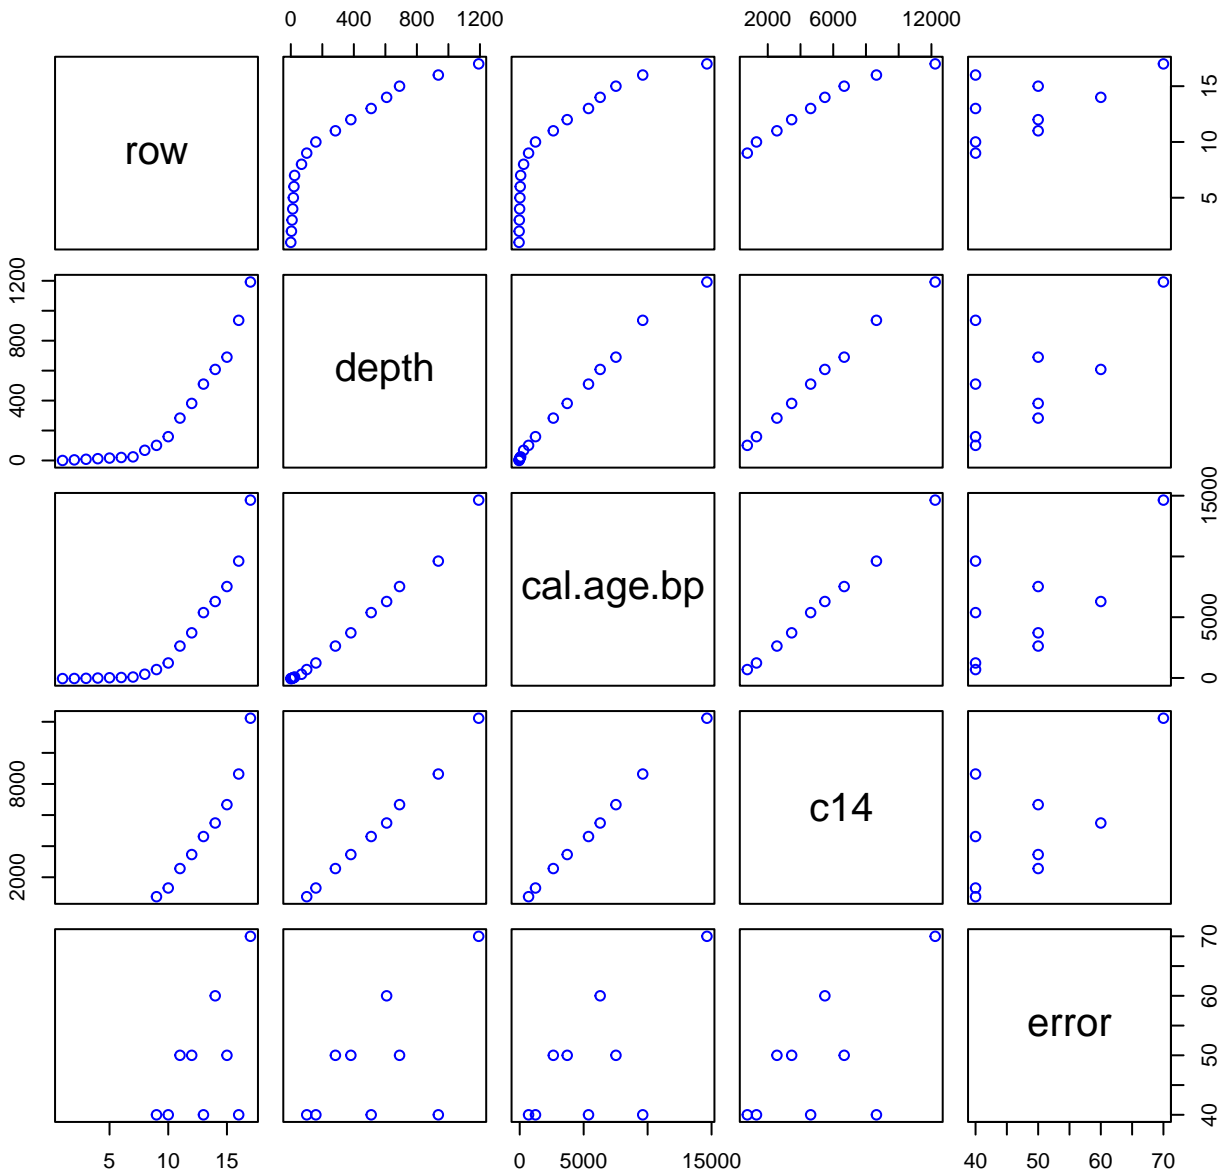 0 400 800 1200 2000 6000 12000
row 5 10 15
0 400 800 1200 depth
cal.age.bp 0 5000 15000
2000 8000 c14
error 40 50 60 70
5 10 15 0 5000 15000 40 50 60 70